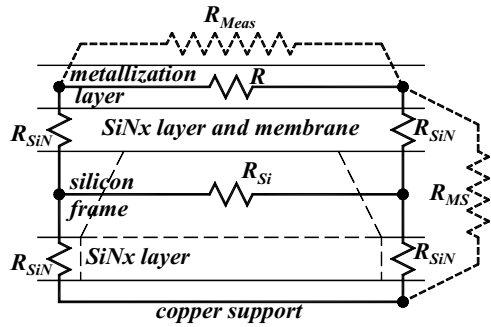 R_Meas
metallization R
layer
R_SiN SiNx layer and membrane R_SiN
R_Si
silicon
frame
R_MS
R_SiN SiNx layer R_SiN
copper support